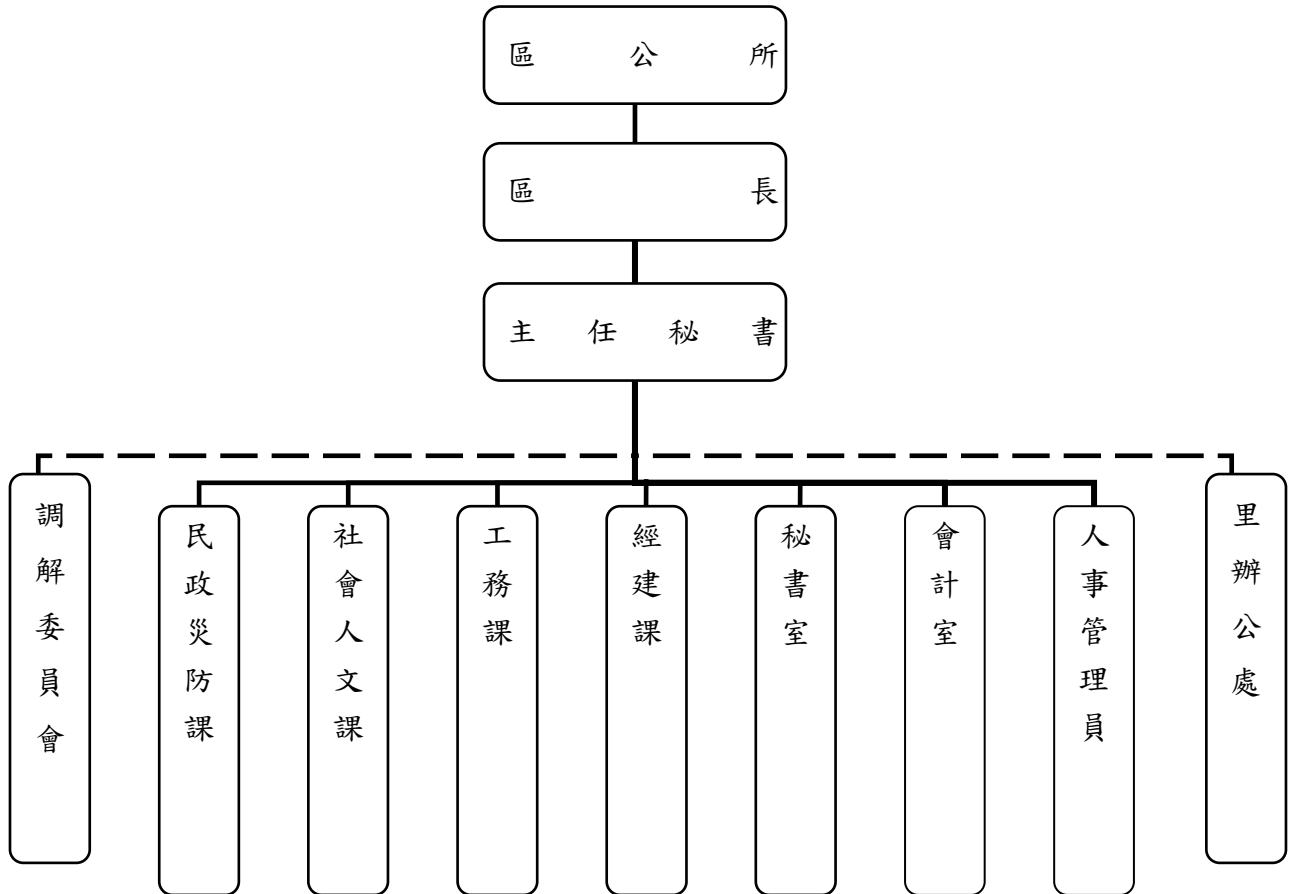 區公所
區長
主任秘書
調解委員會
民政災防課
社會人文課
工務課
經建課
秘書室
會計室
人事管理員
里辦公處